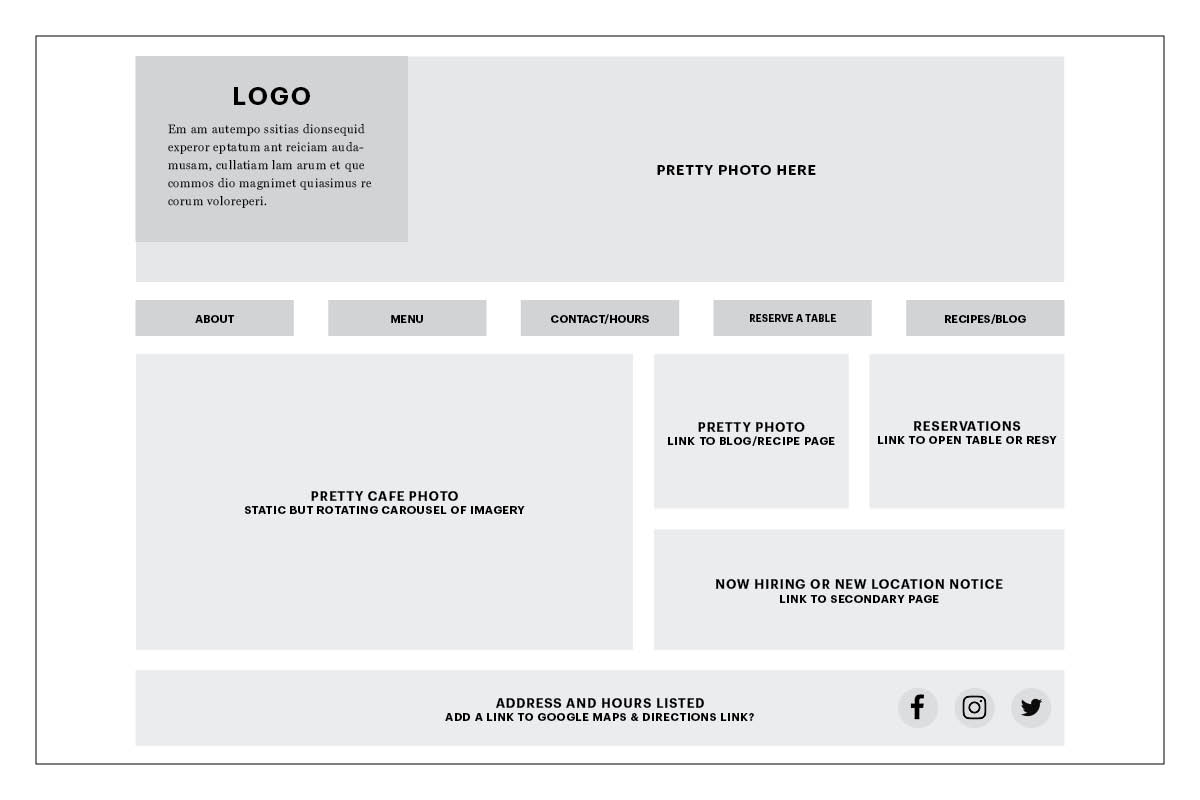 LOGO
Em am autempo ssitias dionsequid
experor eptatum ant reiciam auda-
musam, cullatiam lam arum et que
commos dio magnimet quiasimus re
corum voloreperi.
PRETTY PHOTO HERE
ABOUT
MENU
CONTACT/HOURS
RESERVE A TABLE
RECIPES/BLOG
PRETTY CAFE PHOTO
STATIC BUT ROTATING CAROUSEL OF IMAGERY
PRETTY PHOTO
LINK TO BLOG/RECIPE PAGE
RESERVATIONS
LINK TO OPEN TABLE OR RESY
NOW HIRING OR NEW LOCATION NOTICE
LINK TO SECONDARY PAGE
ADDRESS AND HOURS LISTED
ADD A LINK TO GOOGLE MAPS & DIRECTIONS LINK?